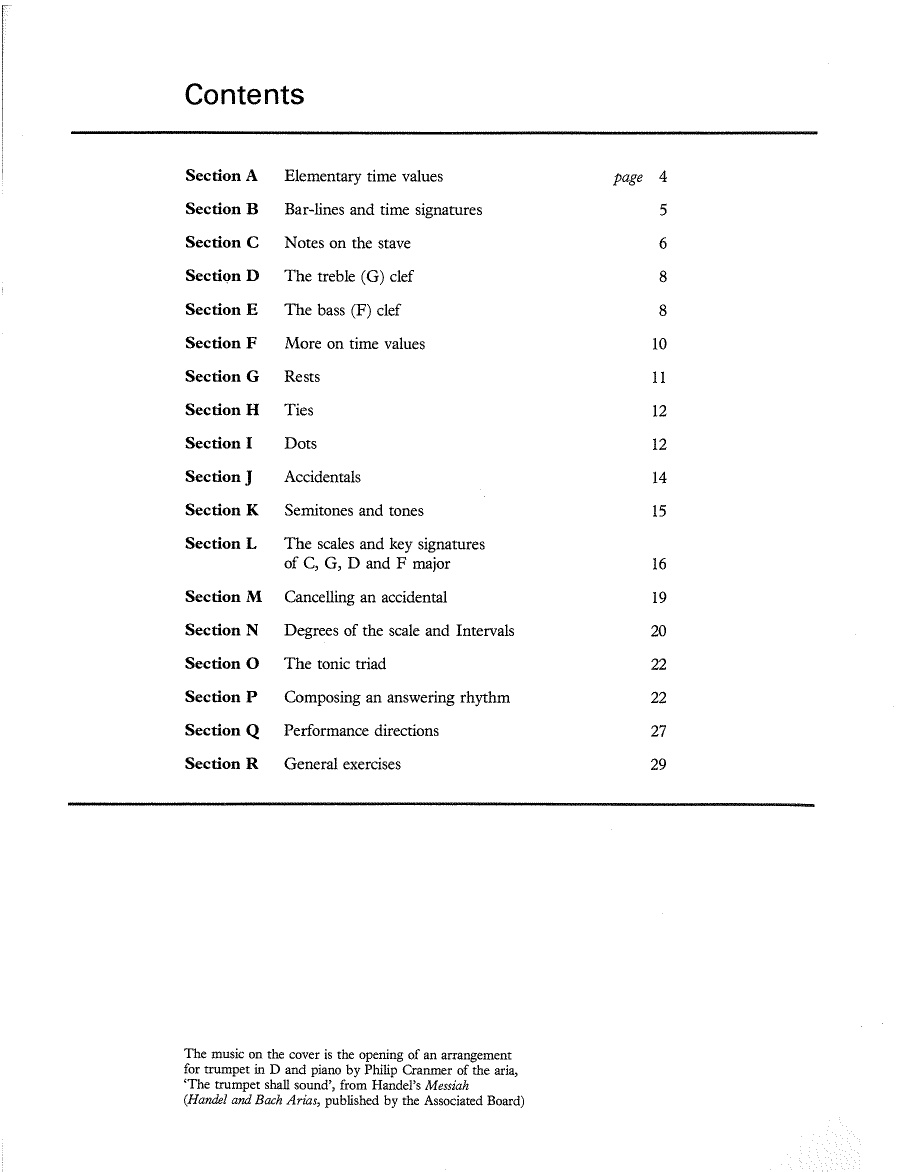 Contents
Section A Elementary time values page 4
Section B Bar-lines and time signatures 5
Section C Notes on the stave 6
Section D The treble (G) clef 8
Section E The bass (F) clef 8
Section F More on time values 10
Section G Rests 11
Section H Ties 12
Section I Dots 12
Section J Accidentals 14
Section K Semitones and tones 15
Section L The scales and key signatures
of C, G, D and F major 16
Section M Cancelling an accidental 19
Section N Degrees of the scale and Intervals 20
Section O The tonic triad 22
Section P Composing an answering rhythm 22
Section Q Performance directions 27
Section R General exercises 29
The music on the cover is the opening of an arrangement
for trumpet in D and piano by Philip Cranmer of the aria,
‘The trumpet shall sound’, from Handel’s Messiah
(Handel and Bach Arias, published by the Associated Board)